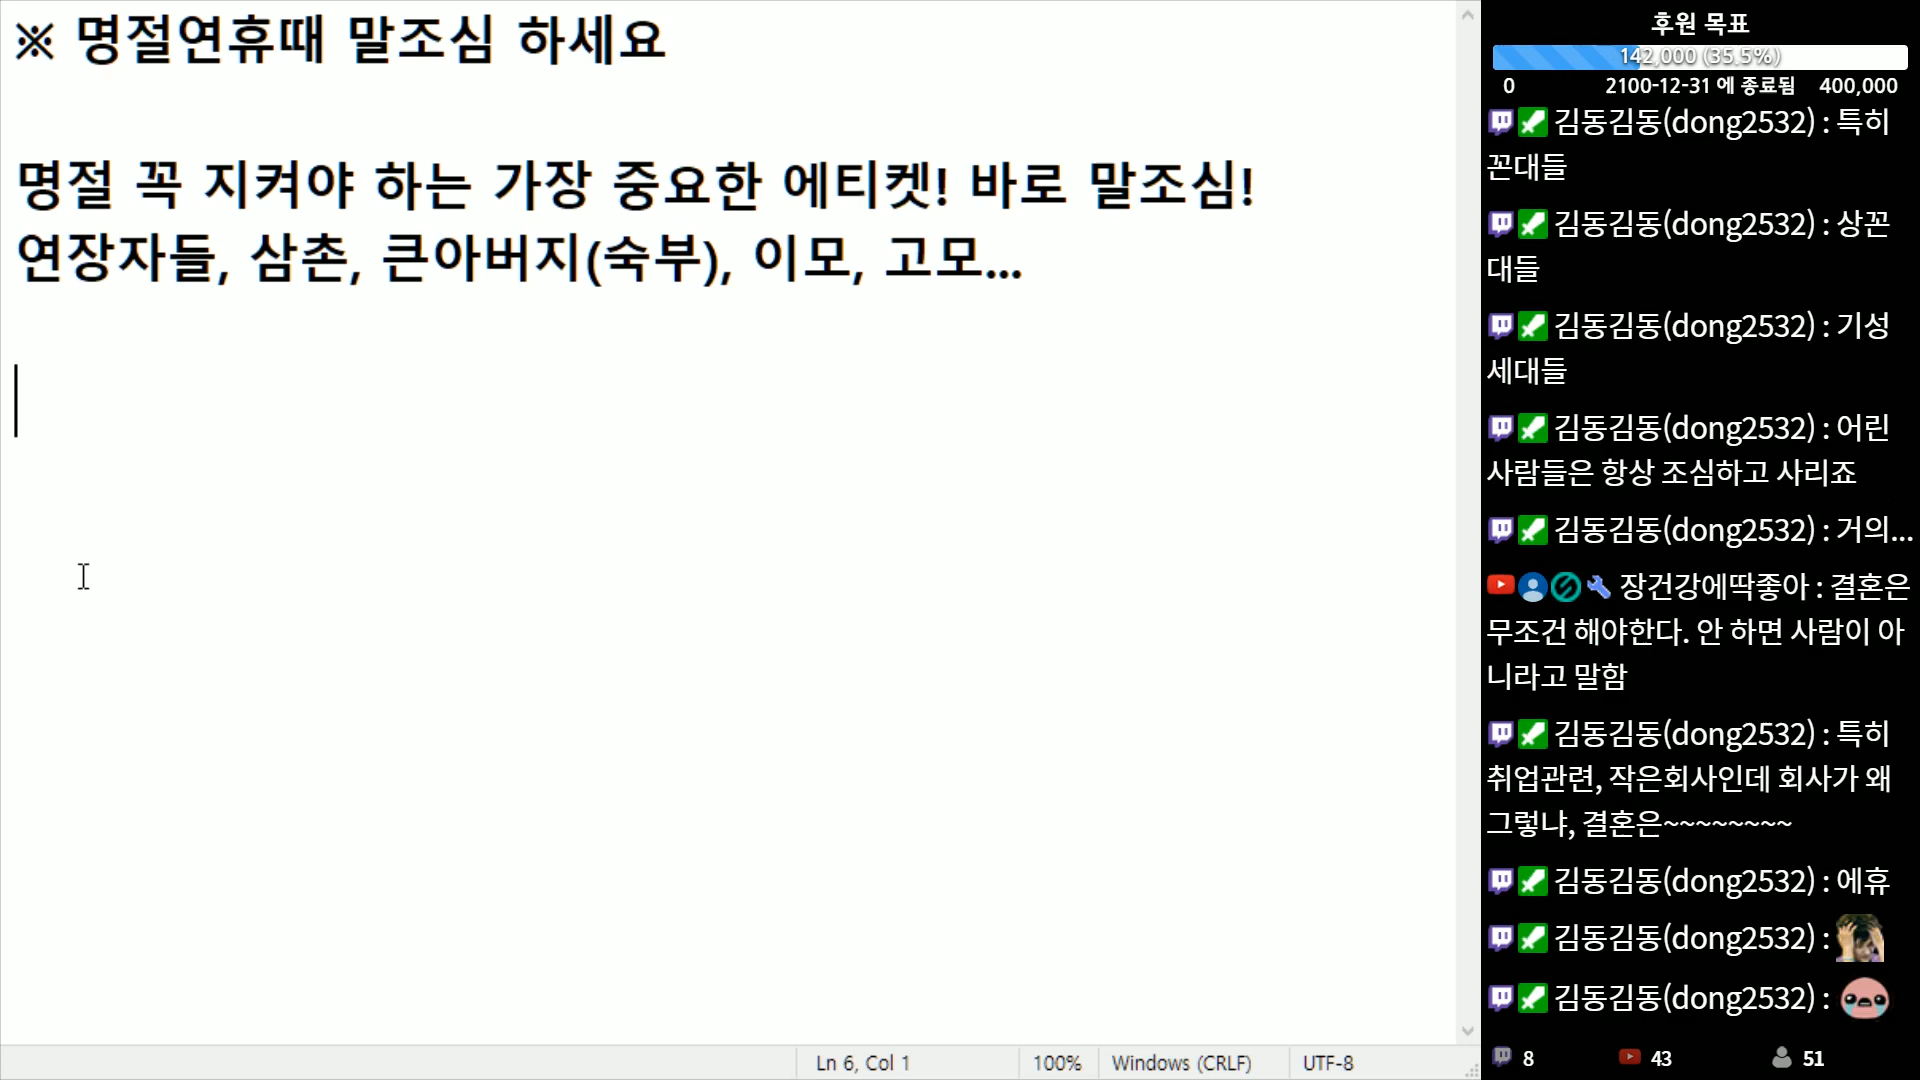 ※ 명절연휴때 말조심 하세요
명절 꼭 지켜야 하는 가장 중요한 에티켓! 바로 말조심!
연장자들, 삼촌, 큰아버지(숙부), 이모, 고모...
Ln 6, Col 1
100%
Windows (CRLF)
UTF-8
후원 목표
142,000 (35.5%)
0 2100-12-31 에 종료됨 400,000
김동김동(dong2532) : 특히
꼰대들
김동김동(dong2532) : 상꼰
대들
김동김동(dong2532) : 기성
세대들
김동김동(dong2532) : 어린
사람들은 항상 조심하고 사리죠
김동김동(dong2532) : 거의...
장건강에딱좋아 : 결혼은
무조건 해야한다. 안 하면 사람이 아
니라고 말함
김동김동(dong2532) : 특히
취업관련, 작은회사인데 회사가 왜
그렇냐, 결혼은~~~~~~~~
김동김동(dong2532) : 에휴
김동김동(dong2532) :
김동김동(dong2532) :
8 43 51